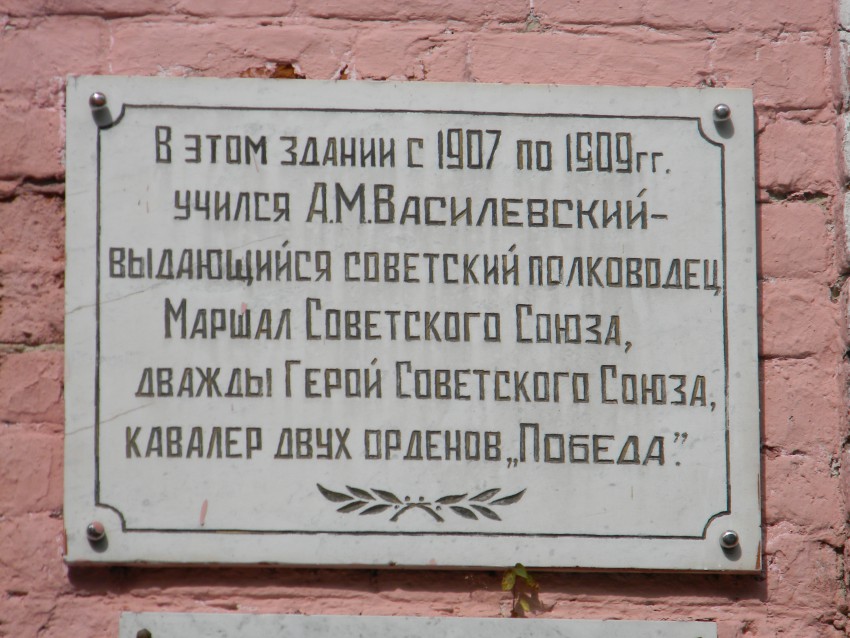 В этом здании с 1907 по 1909гг.
учился А.М.Василевский-
выдающийся советский полководец
Маршал Советского Союза,
дважды Герой Советского Союза,
кавалер двух орденов „Победа".